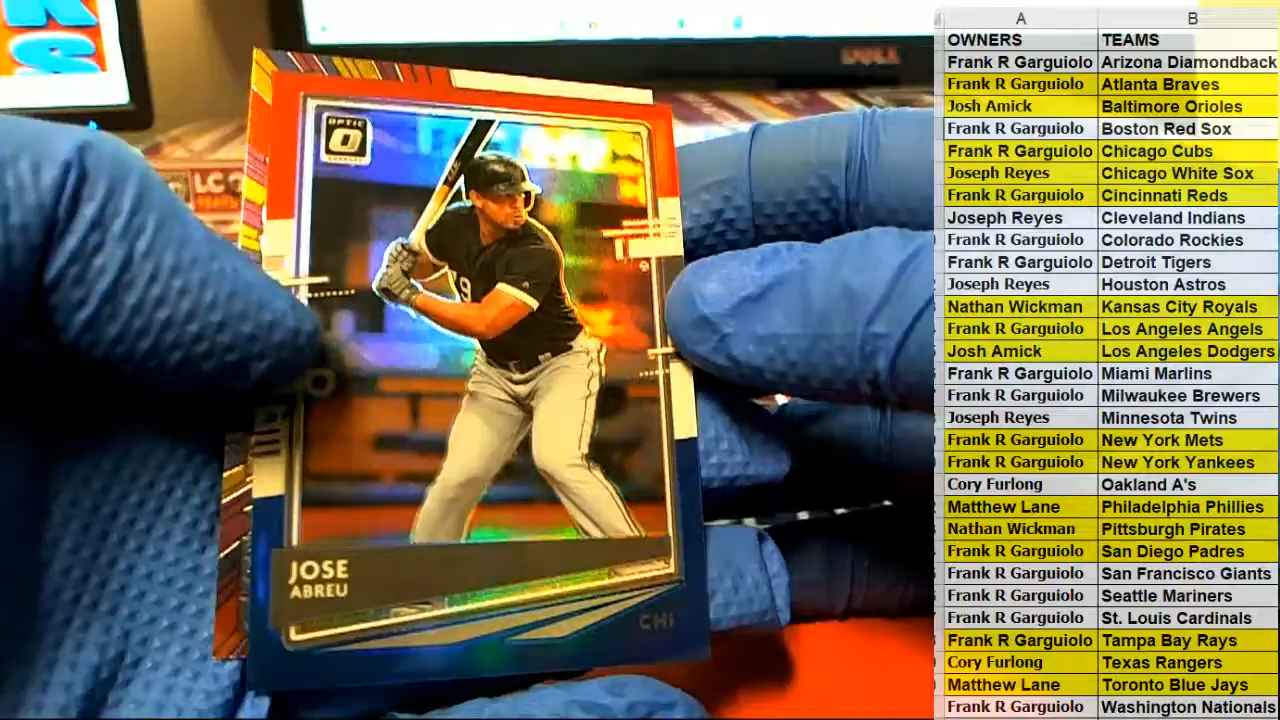 OPTIC
JOSE
ABREU
CHI
LC
A B
OWNERS TEAMS
Frank R Garguiolo Arizona Diamondback
Frank R Garguiolo Atlanta Braves
Josh Amick Baltimore Orioles
Frank R Garguiolo Boston Red Sox
Frank R Garguiolo Chicago Cubs
Joseph Reyes Chicago White Sox
Frank R Garguiolo Cincinnati Reds
Joseph Reyes Cleveland Indians
Frank R Garguiolo Colorado Rockies
Frank R Garguiolo Detroit Tigers
Joseph Reyes Houston Astros
Nathan Wickman Kansas City Royals
Frank R Garguiolo Los Angeles Angels
Josh Amick Los Angeles Dodgers
Frank R Garguiolo Miami Marlins
Frank R Garguiolo Milwaukee Brewers
Joseph Reyes Minnesota Twins
Frank R Garguiolo New York Mets
Frank R Garguiolo New York Yankees
Cory Furlong Oakland A's
Matthew Lane Philadelphia Phillies
Nathan Wickman Pittsburgh Pirates
Frank R Garguiolo San Diego Padres
Frank R Garguiolo San Francisco Giants
Frank R Garguiolo Seattle Mariners
Frank R Garguiolo St. Louis Cardinals
Frank R Garguiolo Tampa Bay Rays
Cory Furlong Texas Rangers
Matthew Lane Toronto Blue Jays
Frank R Garguiolo Washington Nationals